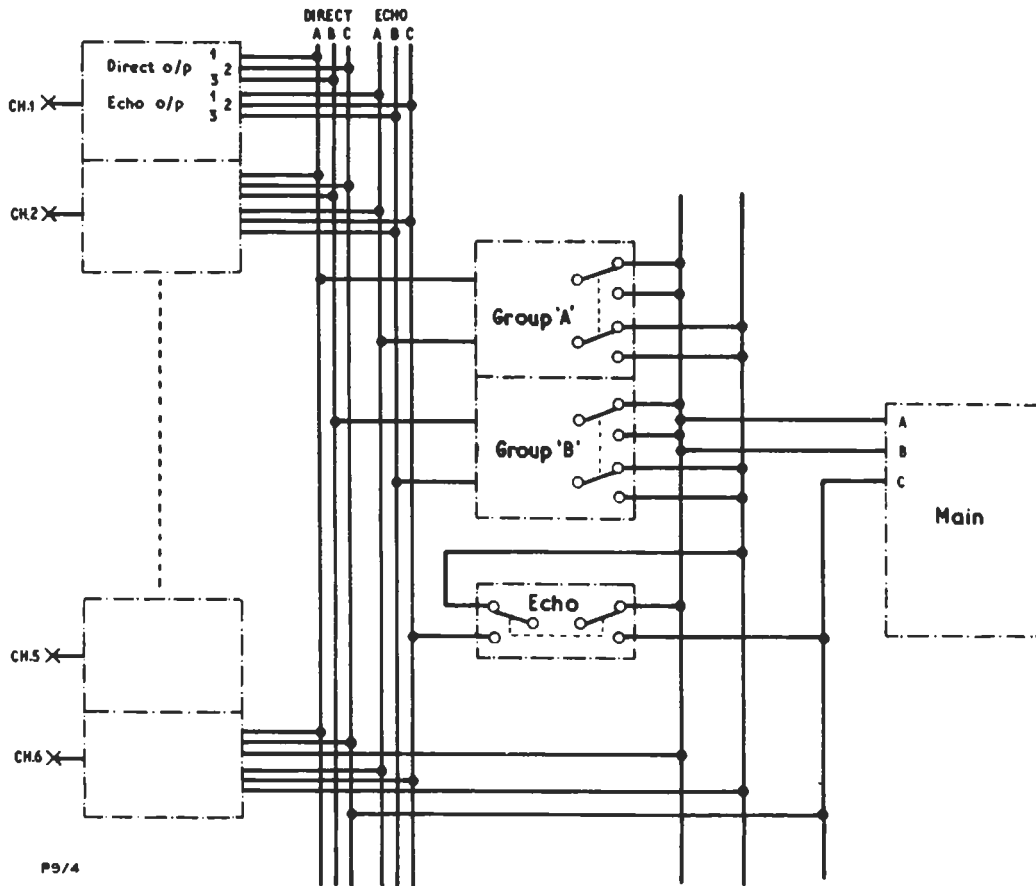 DIRECT ECHO
A B C A B C
Direct o/p 1 2 3
Echo o/p 1 2 3
CH.1
CH.2
Group 'A'
Group 'B'
A
B
C
Main
Echo
CH.5
CH.6
P9/4